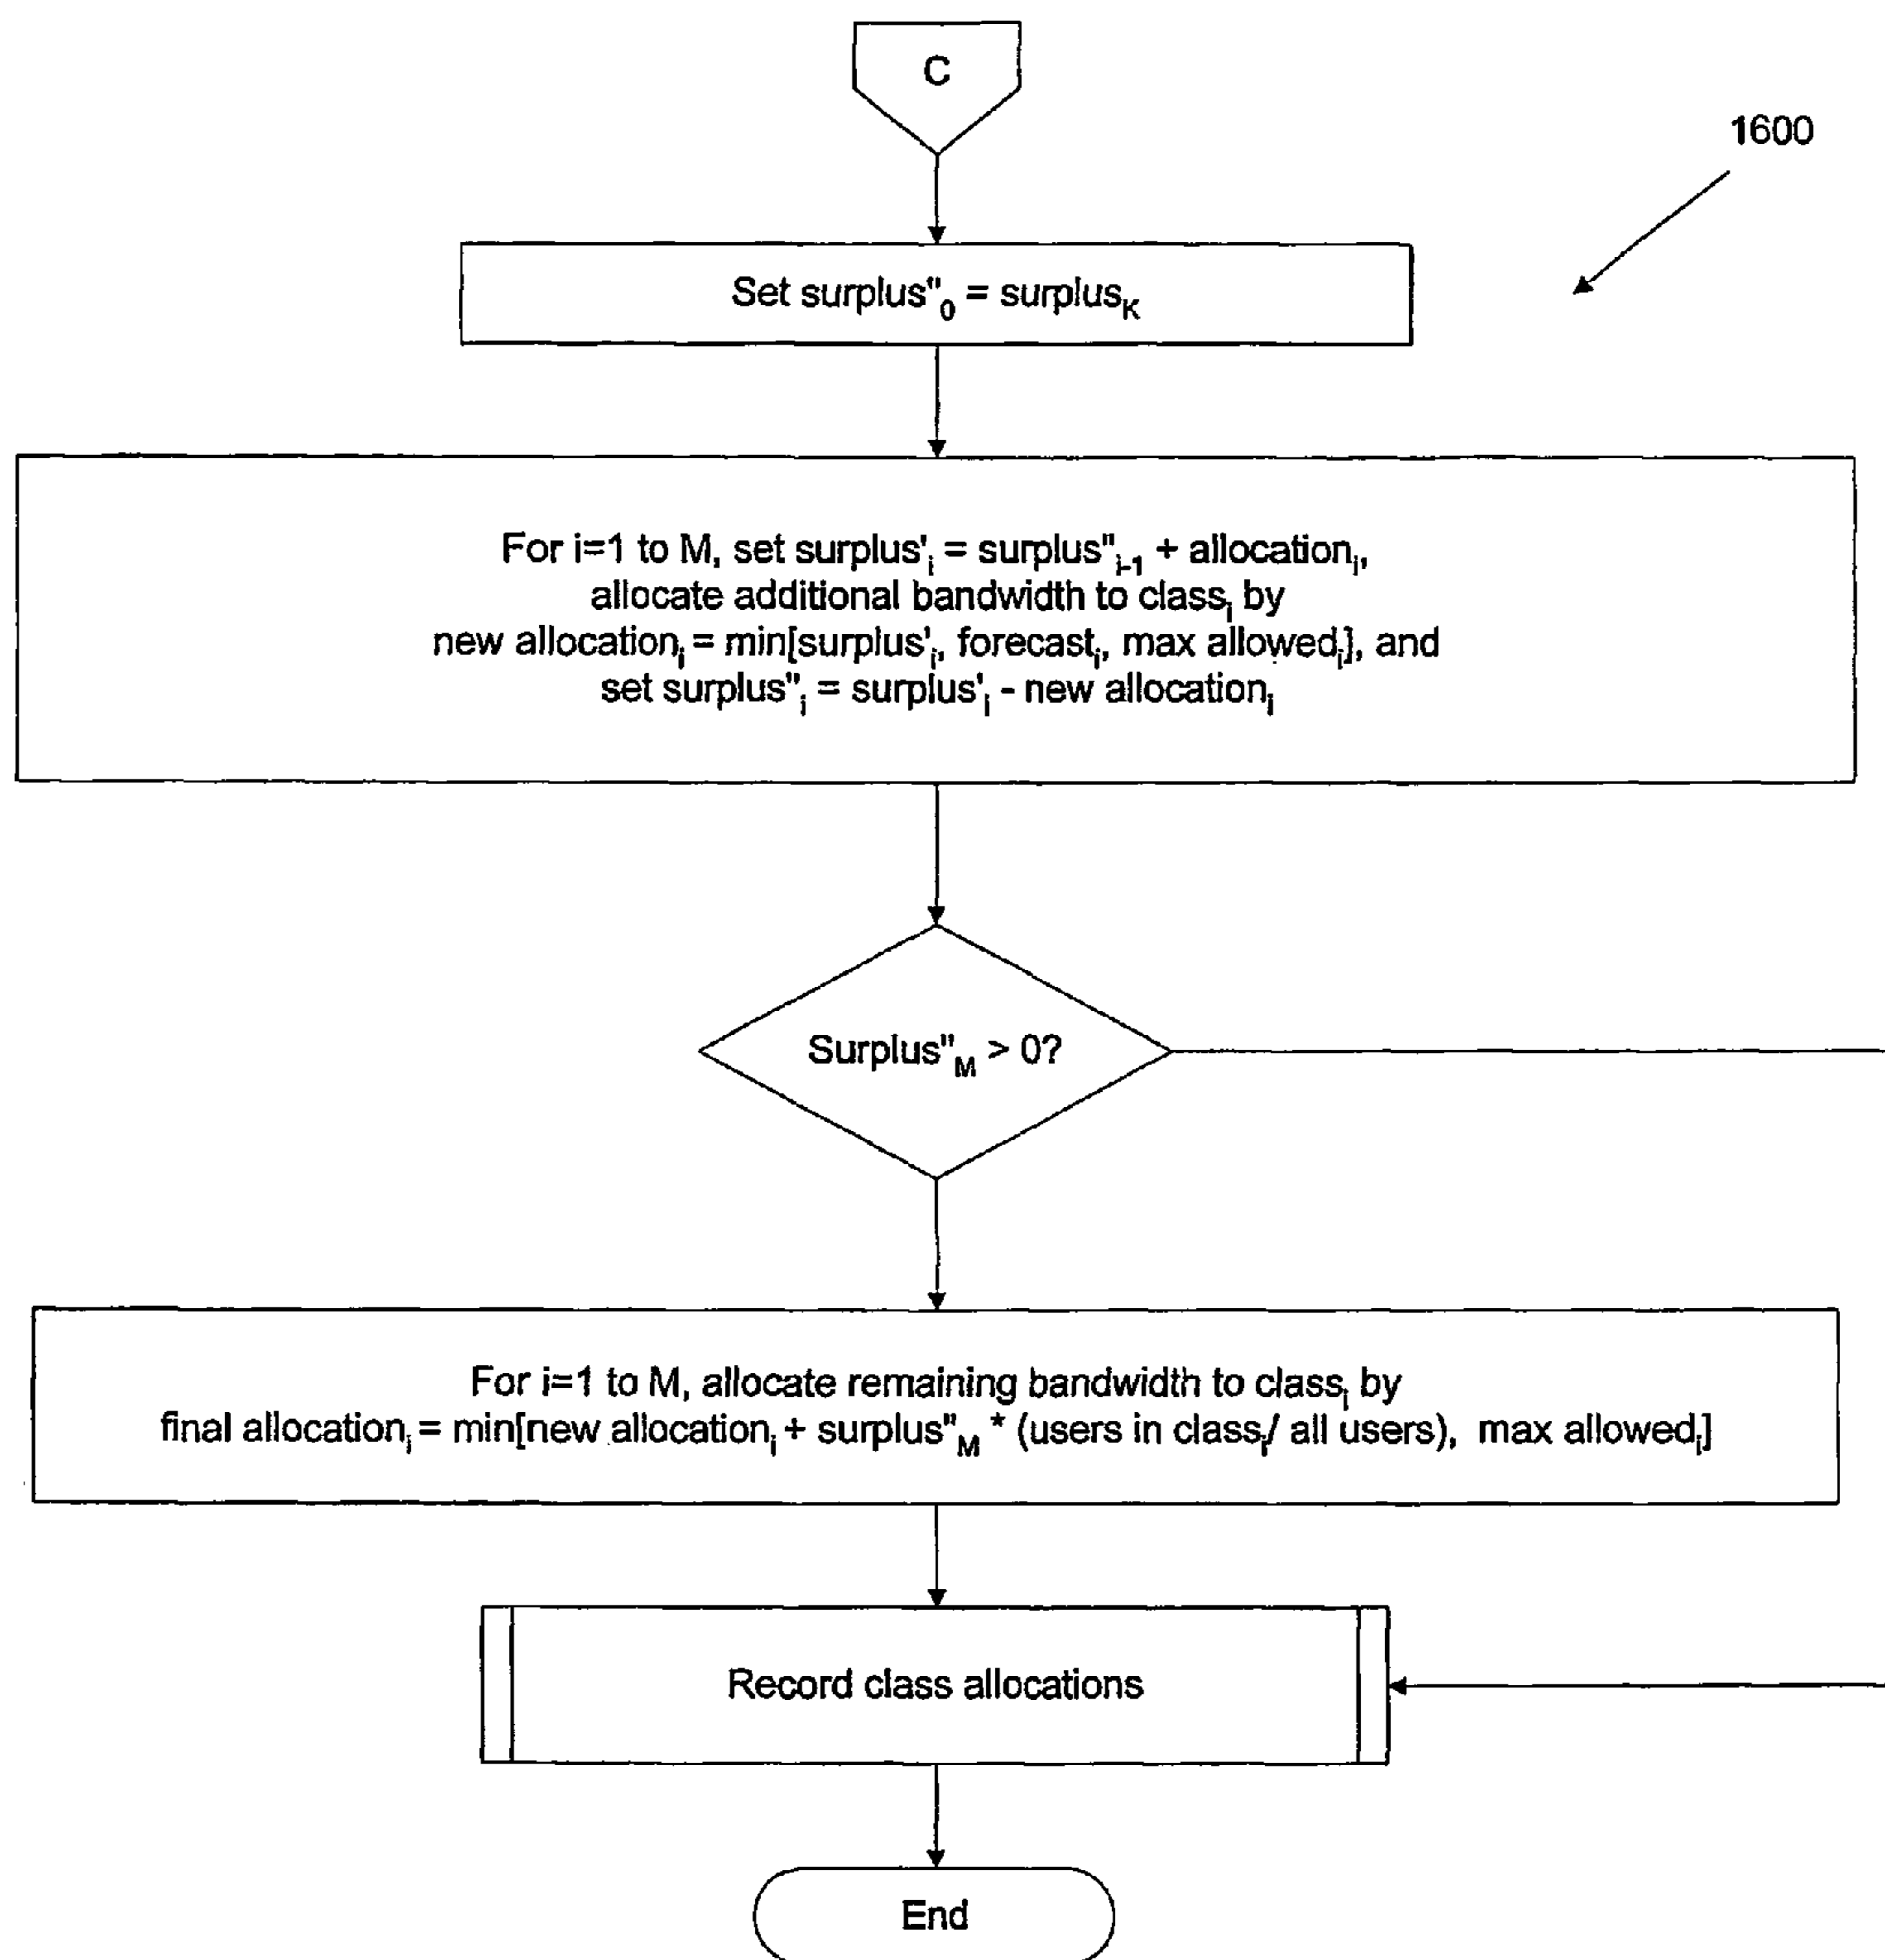 C
1600
Set surplus"₀ = surplusK
For i=1 to M, set surplus'ᵢ = surplus"ᵢ₋₁ + allocationᵢ,
allocate additional bandwidth to classᵢ by
new allocationᵢ = min[surplus'ᵢ, forecastᵢ, max allowedᵢ], and
set surplus"ᵢ = surplus'ᵢ - new allocationᵢ
Surplus"M > 0?
For i=1 to M, allocate remaining bandwidth to classᵢ by
final allocationᵢ = min[new allocationᵢ + surplus"M * (users in classᵢ/ all users), max allowedᵢ]
Record class allocations
End